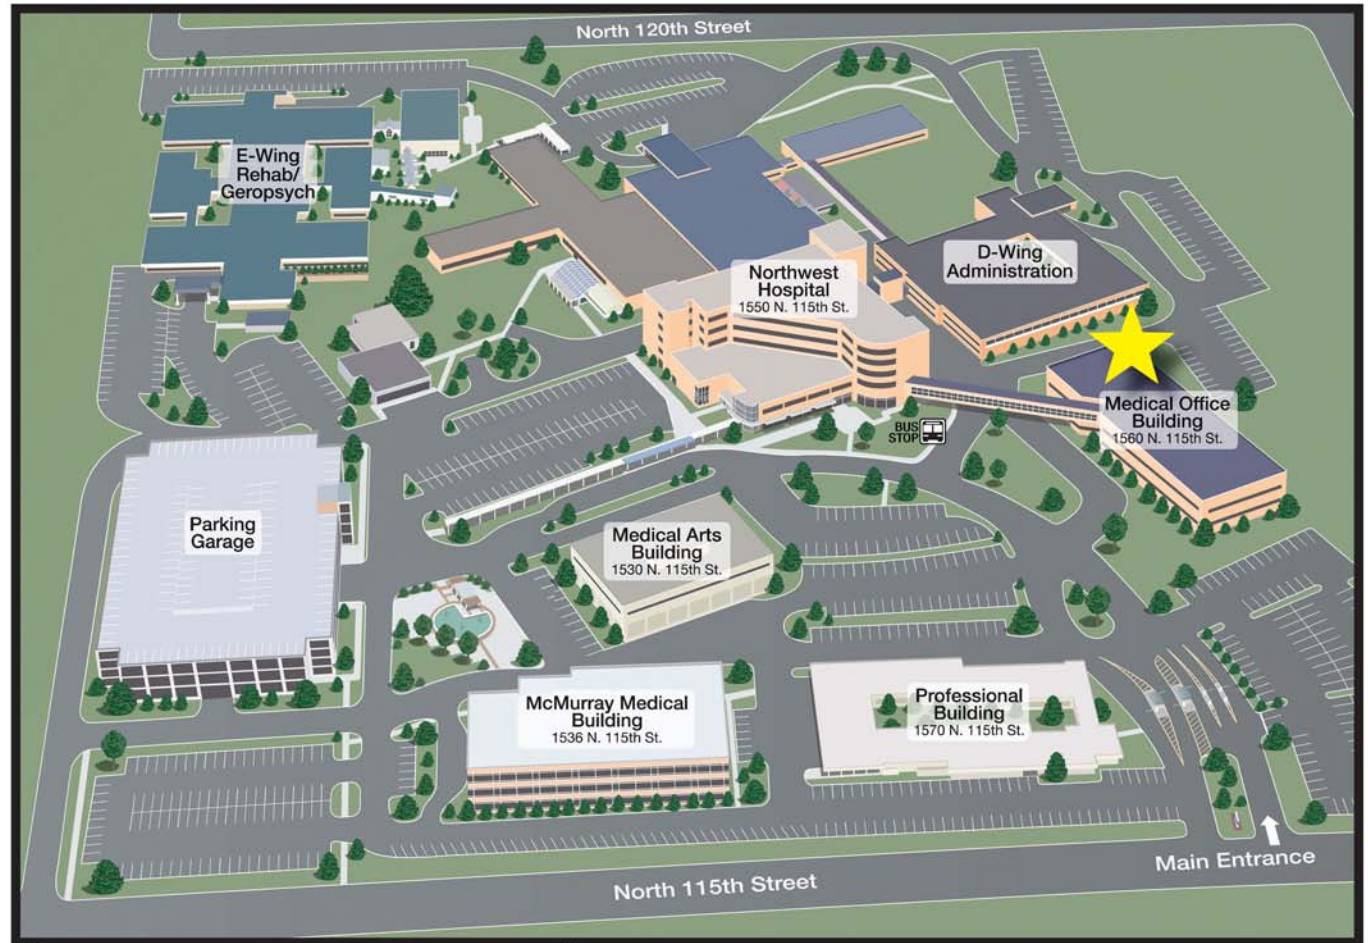 North 120th Street
E-Wing
Rehab/
Geropsych
D-Wing
Administration
Northwest
Hospital
1550 N. 115th St.
Medical Office
Building
1560 N. 115th St.
BUS
STOP
Parking
Garage
Medical Arts
Building
1530 N. 115th St.
McMurray Medical
Building
1536 N. 115th St.
Professional
Building
1570 N. 115th St.
Main Entrance
North 115th Street